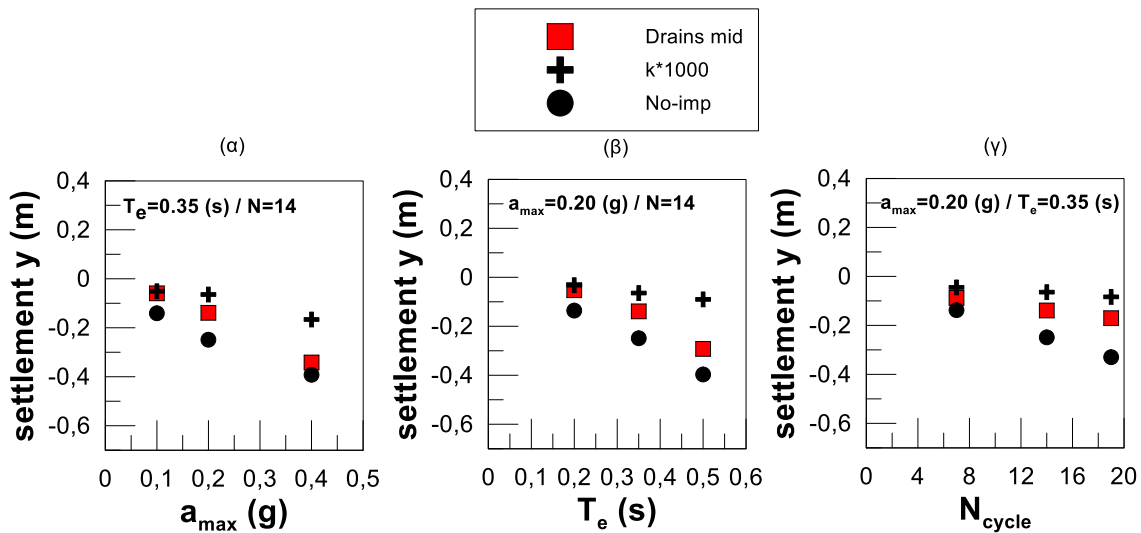 Drains mid
k*1000
No-imp
(α)
(β)
(γ)
settlement y (m)
0,4
0,2
0
-0,2
-0,4
-0,6
Te=0.35 (s) / N=14
0 0,1 0,2 0,3 0,4 0,5
amax (g)
settlement y (m)
0,4
0,2
0
-0,2
-0,4
-0,6
amax=0.20 (g) / N=14
0 0,1 0,2 0,3 0,4 0,5 0,6
Te (s)
settlement y (m)
0,4
0,2
0
-0,2
-0,4
-0,6
amax=0.20 (g) / Te=0.35 (s)
0 4 8 12 16 20
Ncycle